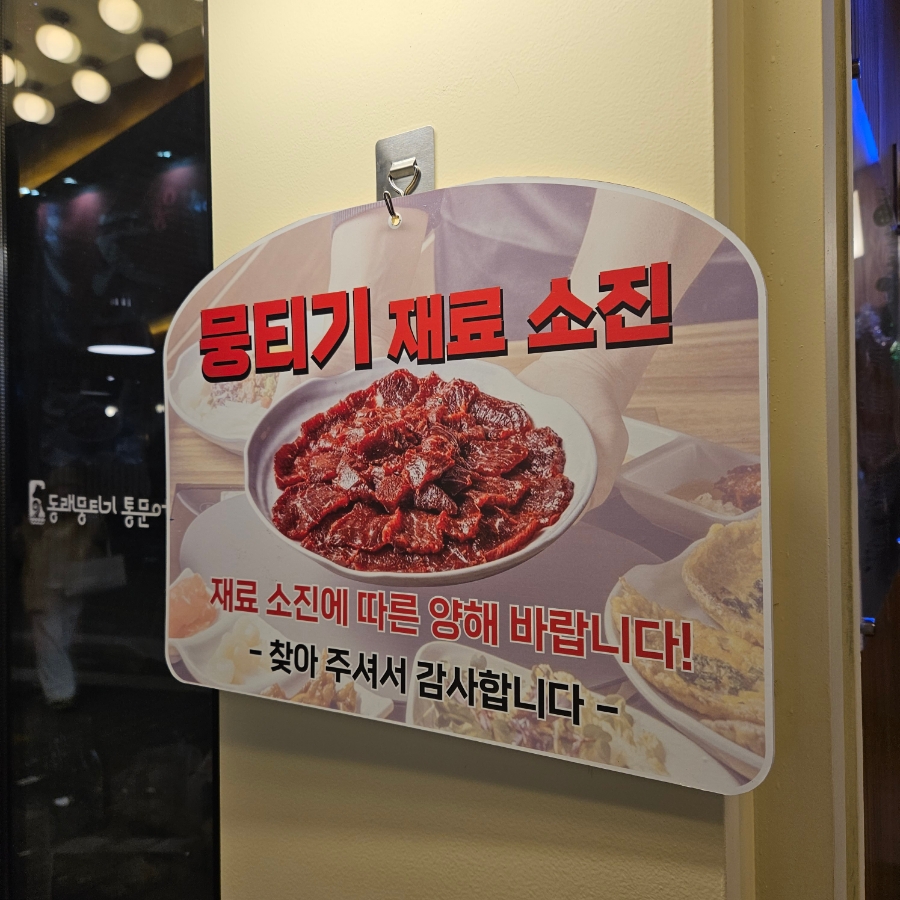 뭉티기 재료 소진
재료 소진에 따른 양해 바랍니다!
- 찾아 주셔서 감사합니다 -
동래뭉티기 통문어